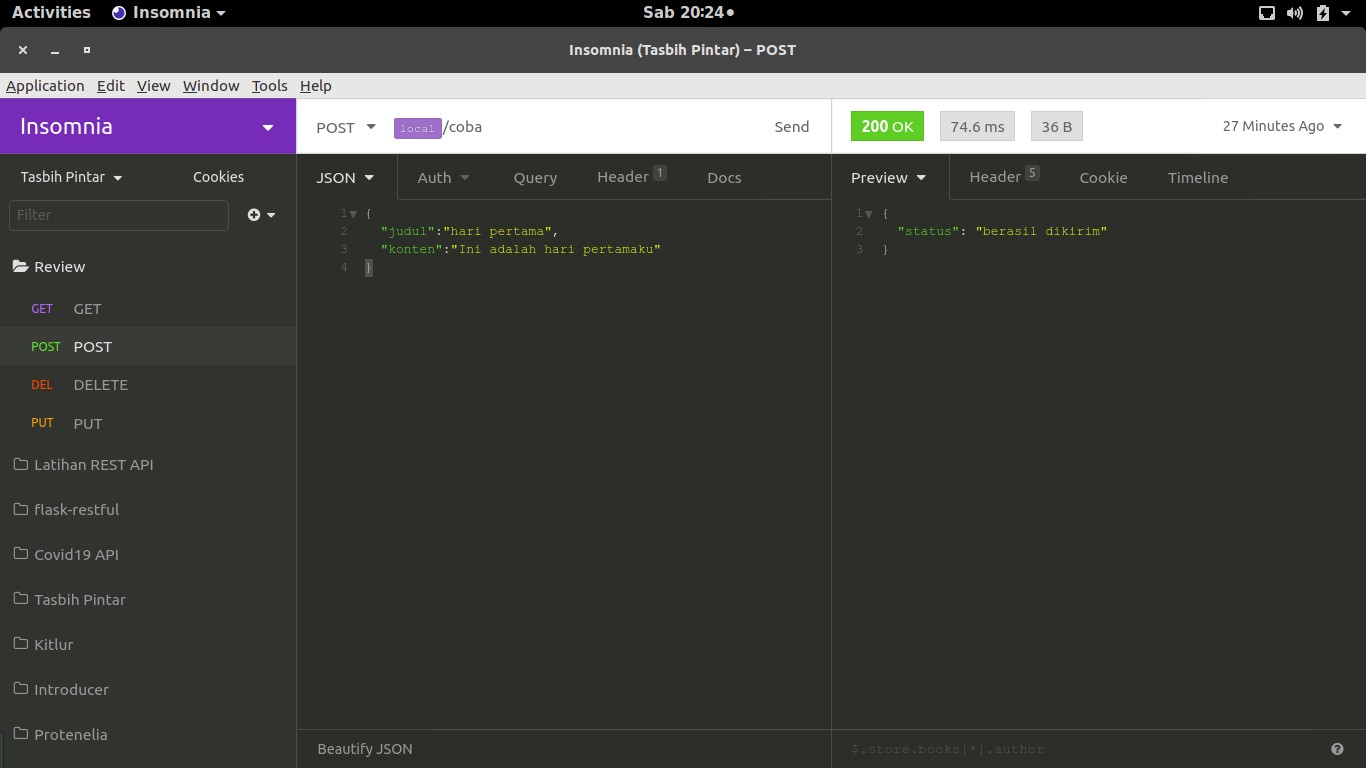 Activities Insomnia Sab 20:24
Insomnia (Tasbih Pintar) – POST
Application Edit View Window Tools Help
Insomnia POST local /coba Send 200 OK 74.6 ms 36 B 27 Minutes Ago
Tasbih Pintar Cookies JSON Auth Query Header 1 Docs Preview Header 5 Cookie Timeline
Filter
1 {
2 "judul":"hari pertama",
3 "konten":"Ini adalah hari pertamaku"
4 }
1 {
2 "status": "berasil dikirim"
3 }
Review
GET GET
POST POST
DEL DELETE
PUT PUT
Latihan REST API
flask-restful
Covid19 API
Tasbih Pintar
Kitlur
Introducer
Protenelia
Beautify JSON $.store.books[*].author ?